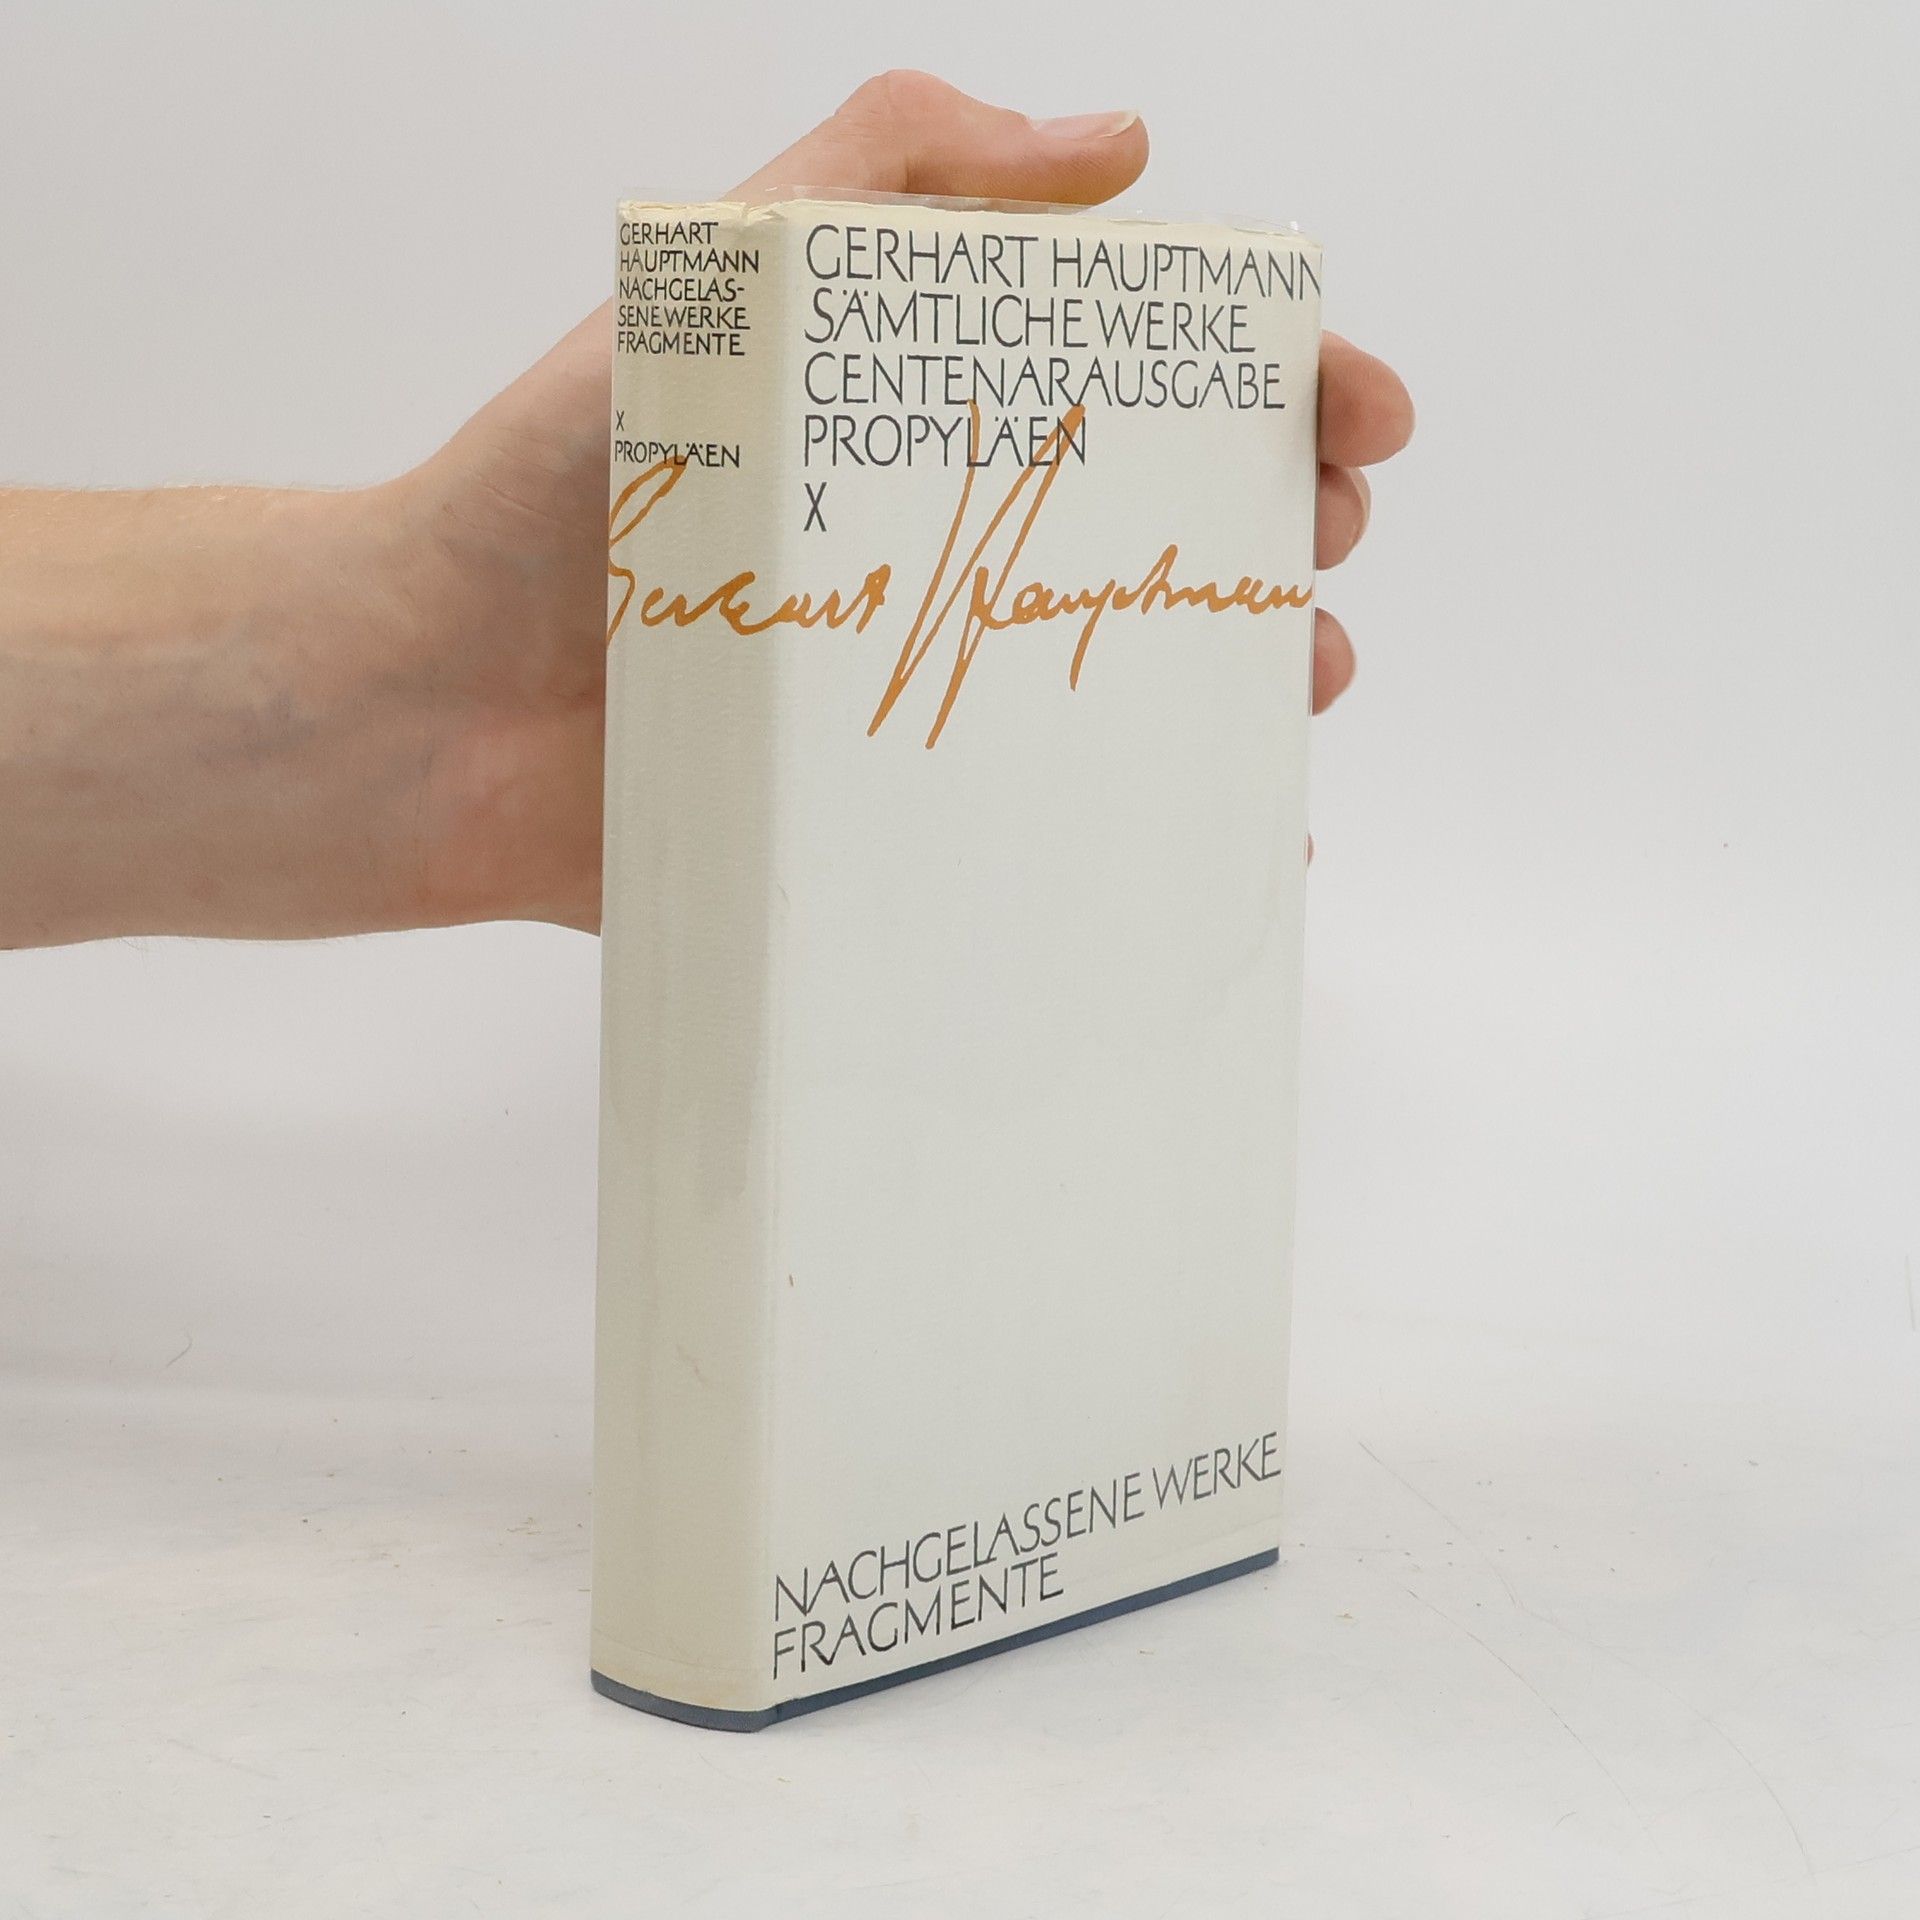 GERHART
HAUPTMANN
NACHGELAS-
SENE WERKE
FRAGMENTE
X
PROPYLÄEN
GERHART HAUPTMANN
SÄMTLICHE WERKE
CENTENARAUSGABE
PROPYLÄEN
X
Gerhart Hauptmann
NACHGELASSENE WERKE
FRAGMENTE